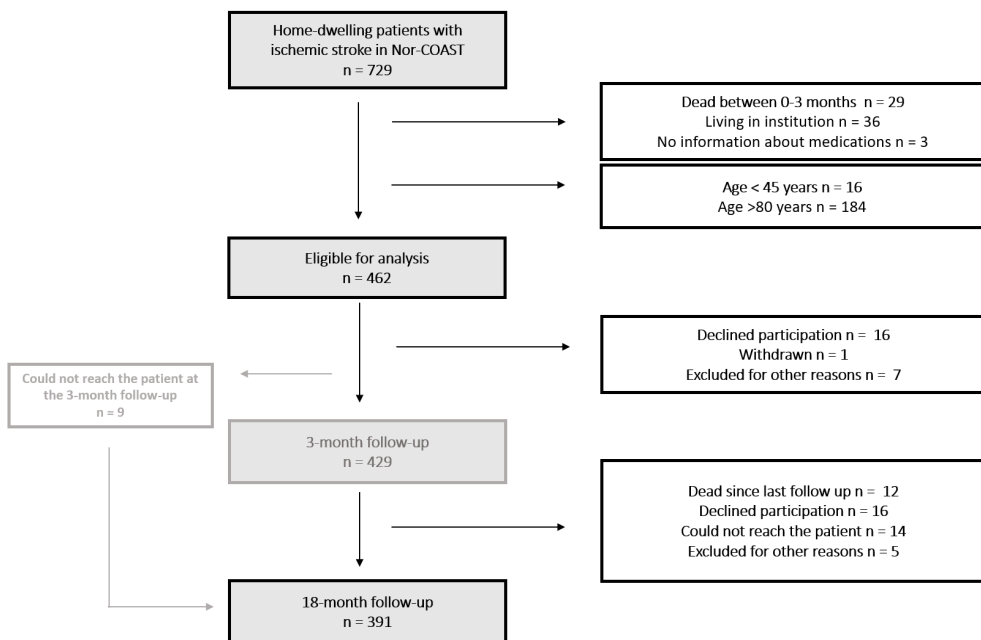 Home-dwelling patients with
ischemic stroke in Nor-COAST
n = 729
Dead between 0-3 months n = 29
Living in institution n = 36
No information about medications n = 3
Age < 45 years n = 16
Age >80 years n = 184
Eligible for analysis
n = 462
Declined participation n = 16
Withdrawn n = 1
Excluded for other reasons n = 7
Could not reach the patient at
the 3-month follow-up
n = 9
3-month follow-up
n = 429
Dead since last follow up n = 12
Declined participation n = 16
Could not reach the patient n = 14
Excluded for other reasons n = 5
18-month follow-up
n = 391